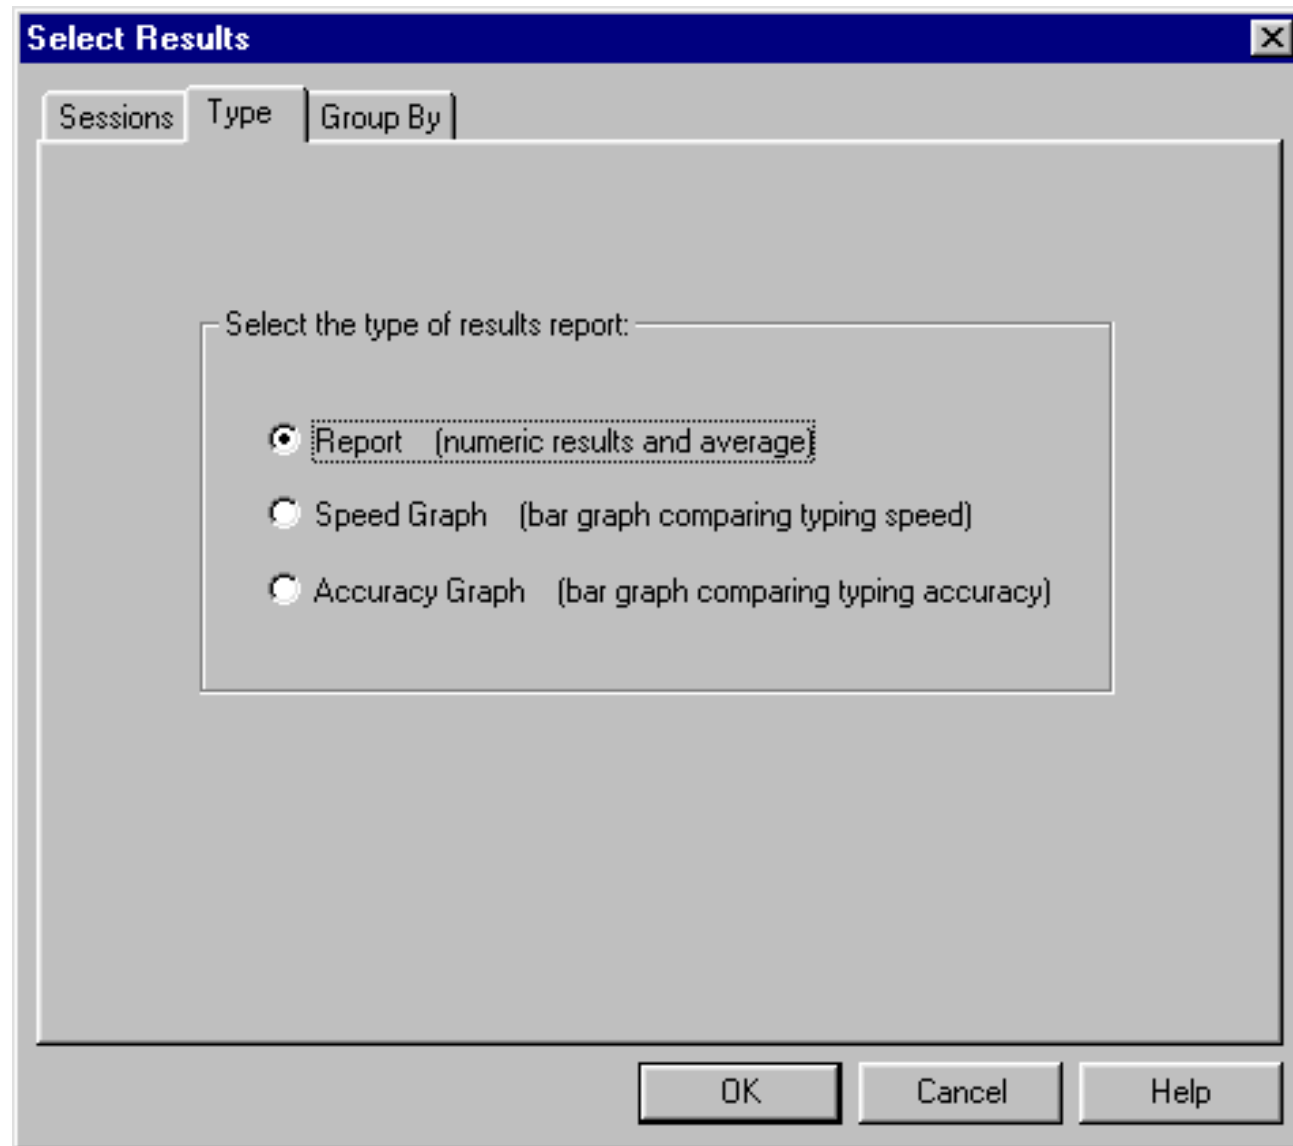 Select Results
Sessions Type Group By
Select the type of results report:
Report (numeric results and average)
Speed Graph (bar graph comparing typing speed)
Accuracy Graph (bar graph comparing typing accuracy)
OK Cancel Help